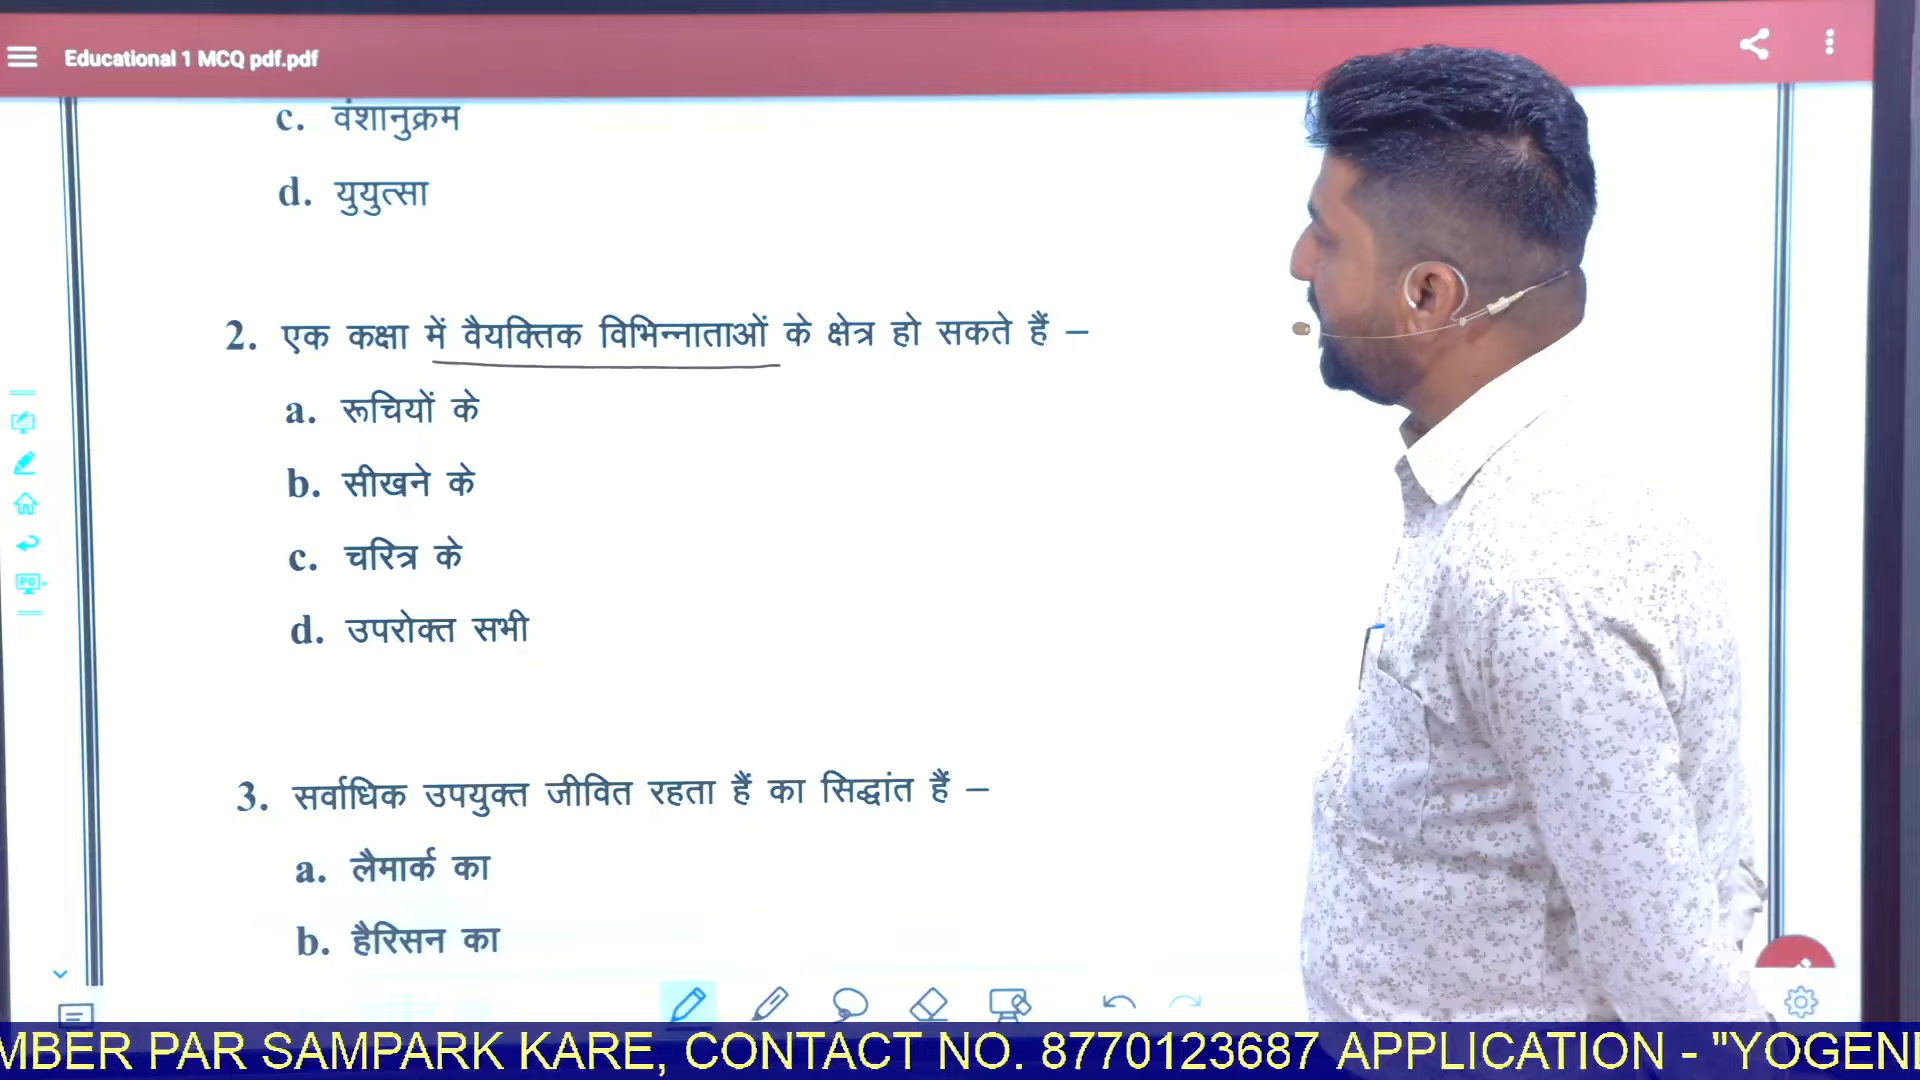 Educational 1 MCQ pdf.pdf
c. वंशानुक्रम
d. युयुत्सा
2. एक कक्षा में वैयक्तिक विभिन्नाताओं के क्षेत्र हो सकते हैं –
a. रूचियों के
b. सीखने के
c. चरित्र के
d. उपरोक्त सभी
3. सर्वाधिक उपयुक्त जीवित रहता हैं का सिद्धांत हैं –
a. लैमार्क का
b. हैरिसन का
MBER PAR SAMPARK KARE, CONTACT NO. 8770123687 APPLICATION - "YOGEN